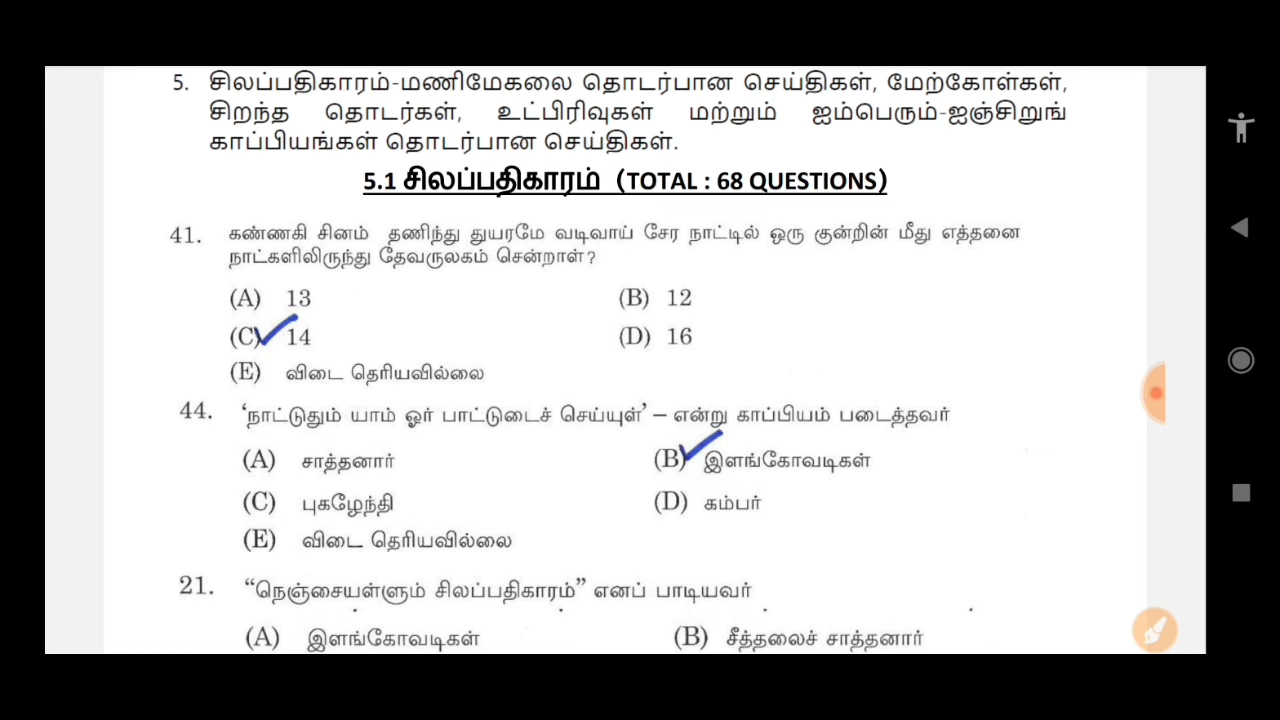 5. சிலப்பதிகாரம்-மணிமேகலை தொடர்பான செய்திகள், மேற்கோள்கள்,
சிறந்த தொடர்கள், உட்பிரிவுகள் மற்றும் ஐம்பெரும்-ஐஞ்சிறுங்
காப்பியங்கள் தொடர்பான செய்திகள்.
5.1 சிலப்பதிகாரம் (TOTAL : 68 QUESTIONS)
41. கண்ணகி சினம் தணிந்து துயரமே வடிவாய் சேர நாட்டில் ஒரு குன்றின் மீது எத்தனை
நாட்களிலிருந்து தேவருலகம் சென்றாள்?
(A) 13 (B) 12
(C) 14 (D) 16
(E) விடை தெரியவில்லை
44. 'நாட்டுதும் யாம் ஓர் பாட்டுடைச் செய்யுள்' – என்று காப்பியம் படைத்தவர்
(A) சாத்தனார் (B) இளங்கோவடிகள்
(C) புகழேந்தி (D) கம்பர்
(E) விடை தெரியவில்லை
21. “நெஞ்சையள்ளும் சிலப்பதிகாரம்” எனப் பாடியவர்
(A) இளங்கோவடிகள் (B) சீத்தலைச் சாத்தனார்